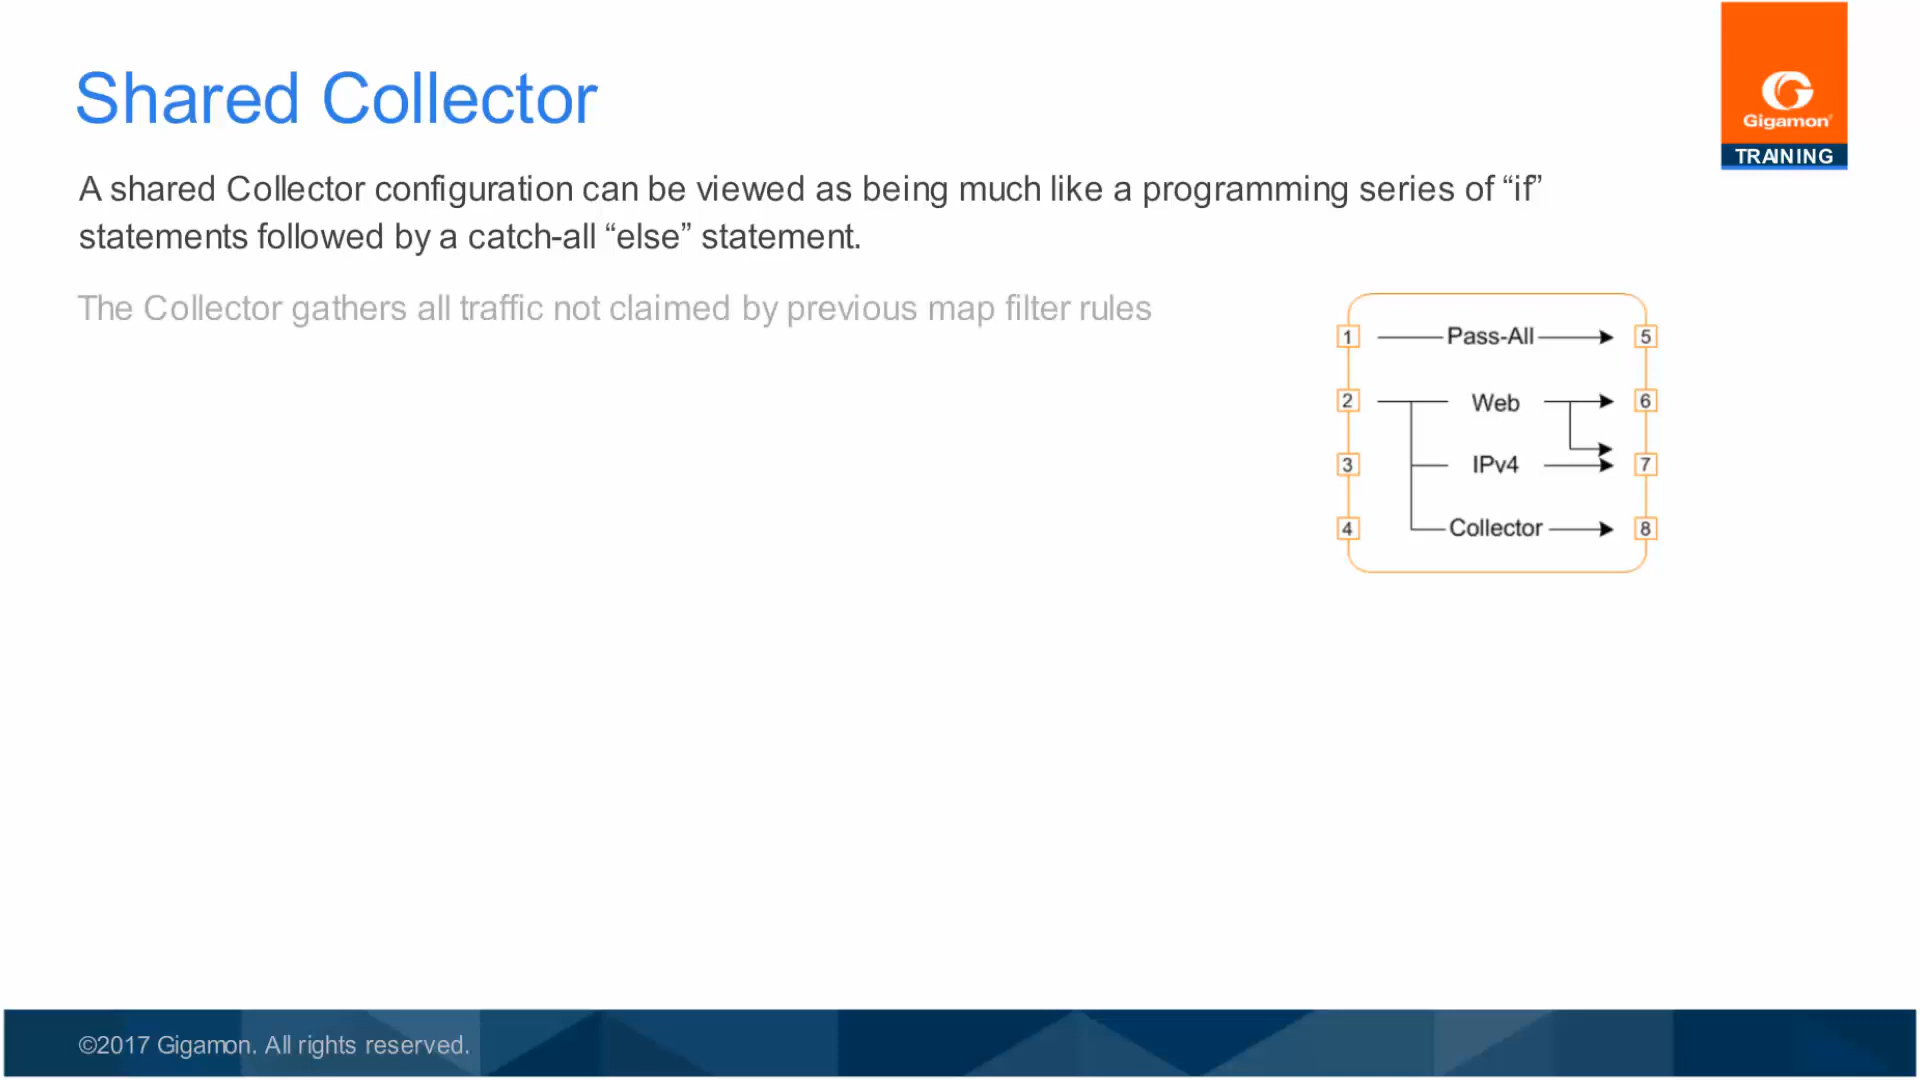 Shared Collector
Gigamon
TRAINING
A shared Collector configuration can be viewed as being much like a programming series of “if”
statements followed by a catch-all “else” statement.
The Collector gathers all traffic not claimed by previous map filter rules
1 Pass-All 5
2 Web 6
3 IPv4 7
4 Collector 8
©2017 Gigamon. All rights reserved.